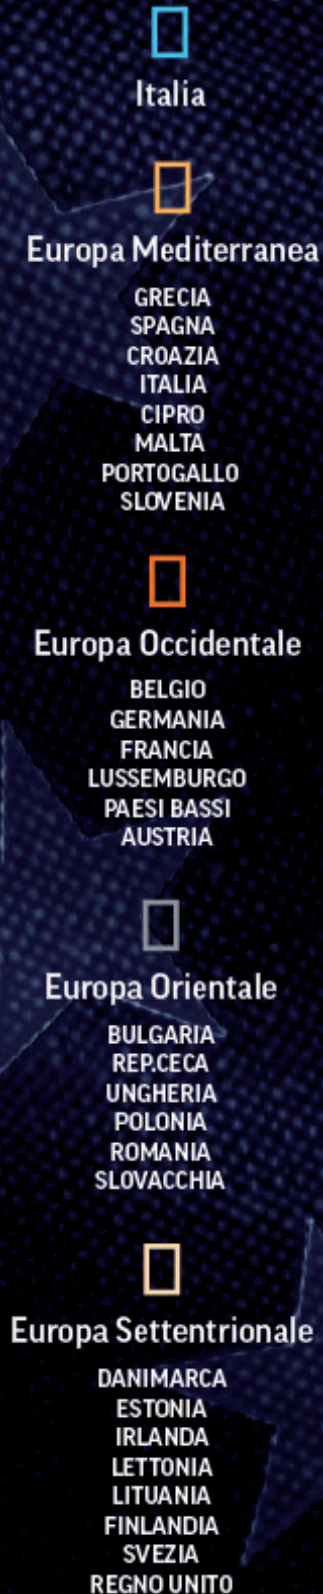 Italia
Europa Mediterranea
GRECIA
SPAGNA
CROAZIA
ITALIA
CIPRO
MALTA
PORTOGALLO
SLOVENIA
Europa Occidentale
BELGIO
GERMANIA
FRANCIA
LUSSEMBURGO
PAESI BASSI
AUSTRIA
Europa Orientale
BULGARIA
REP.CECA
UNGHERIA
POLONIA
ROMANIA
SLOVACCHIA
Europa Settentrionale
DANIMARCA
ESTONIA
IRLANDA
LETTONIA
LITUANIA
FINLANDIA
SVEZIA
REGNO UNITO